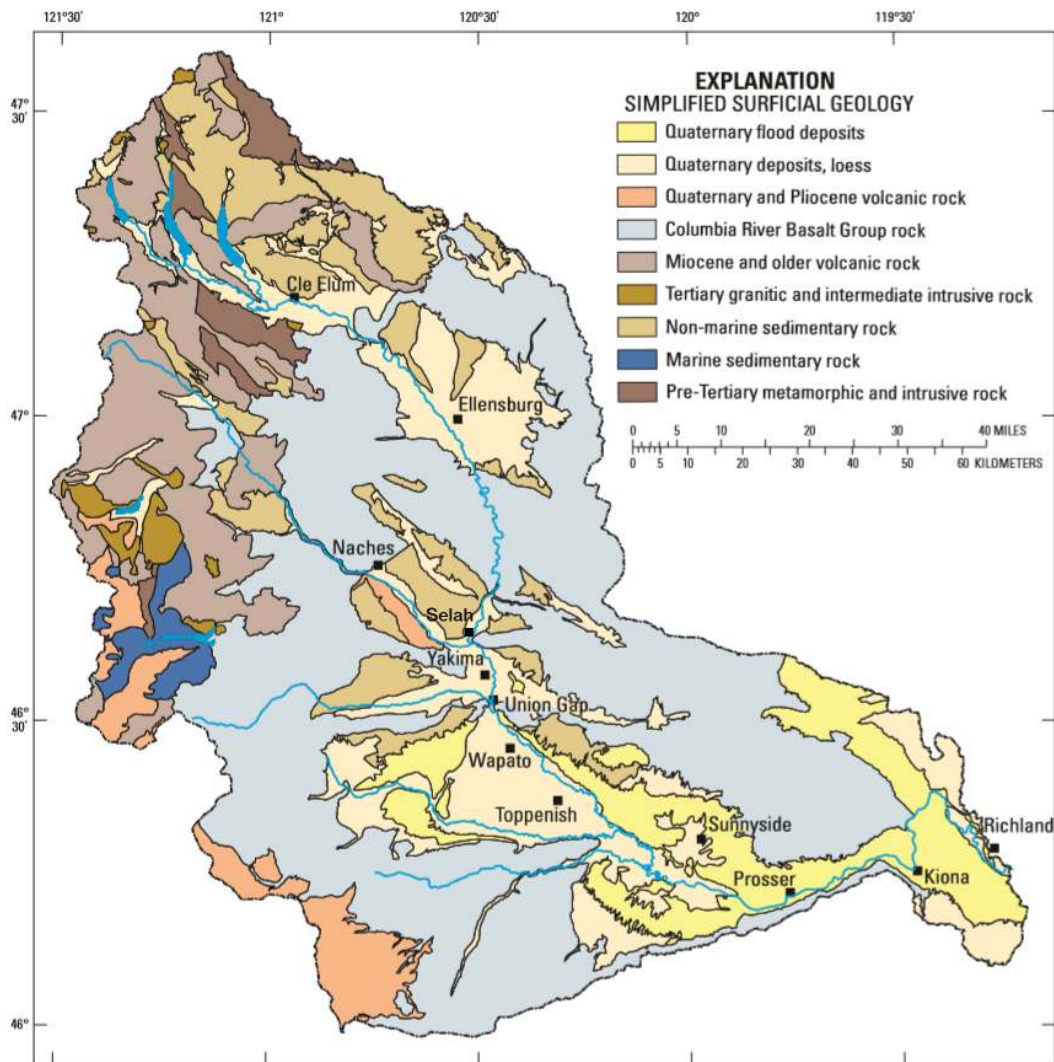 121°30' 121° 120°30' 120° 119°30'
47°
30'
47°
46°
30'
46°
EXPLANATION
SIMPLIFIED SURFICIAL GEOLOGY
Quaternary flood deposits
Quaternary deposits, loess
Quaternary and Pliocene volcanic rock
Columbia River Basalt Group rock
Miocene and older volcanic rock
Tertiary granitic and intermediate intrusive rock
Non-marine sedimentary rock
Marine sedimentary rock
Pre-Tertiary metamorphic and intrusive rock
0 5 10 20 30 40 MILES
0 5 10 20 30 40 50 60 KILOMETERS
Cle Elum
Ellensburg
Naches
Selah
Yakima
Union Gap
Wapato
Toppenish
Sunnyside
Richland
Prosser
Kiona